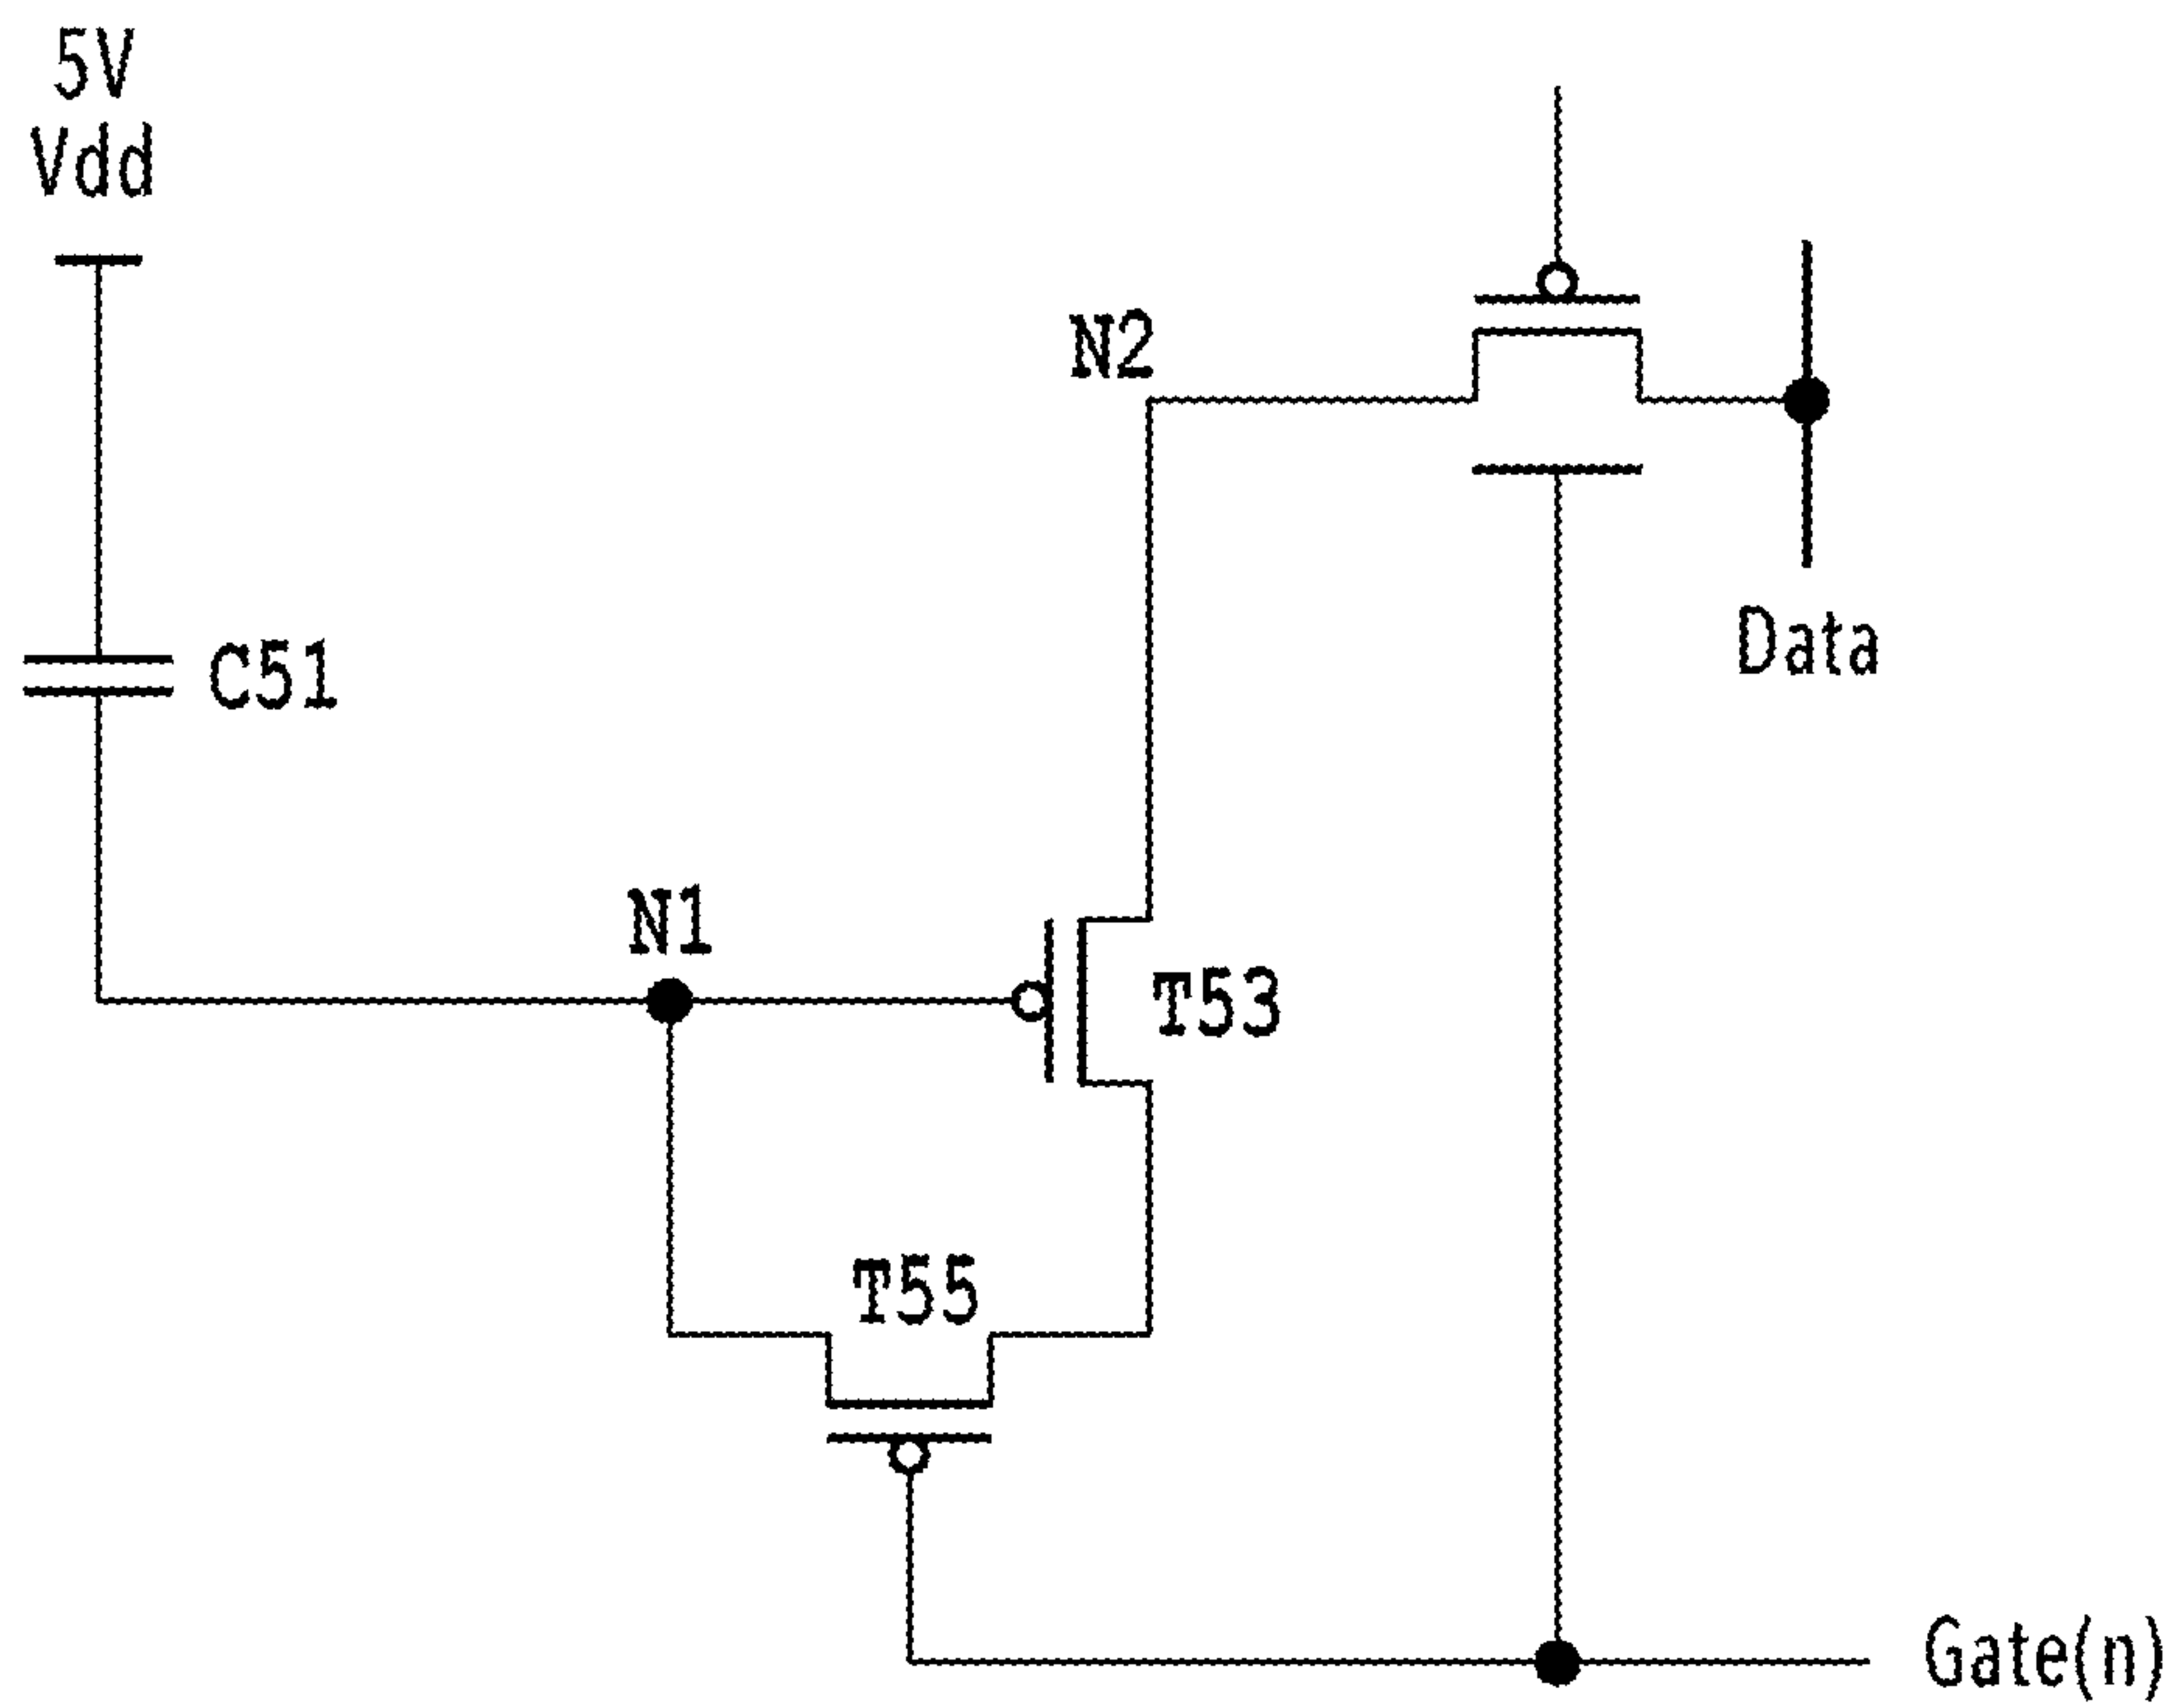 5V
Vdd
N2
Data
C51
N1
T53
T55
Gate(n)